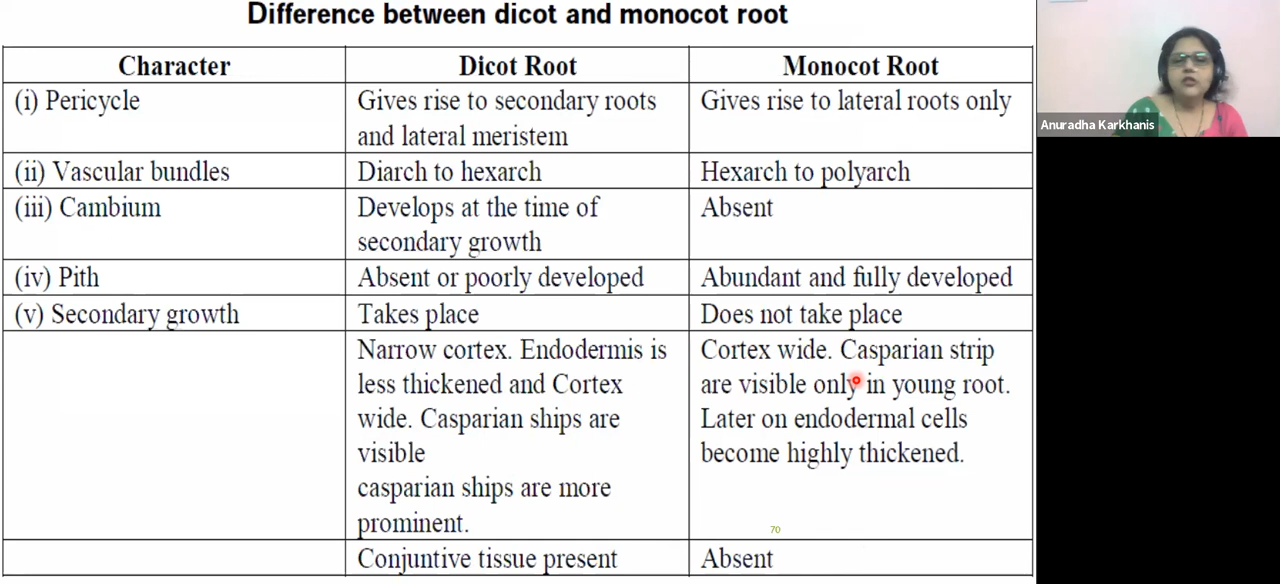 Difference between dicot and monocot root
Character
Dicot Root
Monocot Root
(i) Pericycle
Gives rise to secondary roots
and lateral meristem
Gives rise to lateral roots only
(ii) Vascular bundles
Diarch to hexarch
Hexarch to polyarch
(iii) Cambium
Develops at the time of
secondary growth
Absent
(iv) Pith
Absent or poorly developed
Abundant and fully developed
(v) Secondary growth
Takes place
Does not take place
Narrow cortex. Endodermis is
less thickened and Cortex
wide. Casparian ships are
visible
casparian ships are more
prominent.
Cortex wide. Casparian strip
are visible only in young root.
Later on endodermal cells
become highly thickened.
70
Conjuntive tissue present
Absent
Anuradha Karkhanis